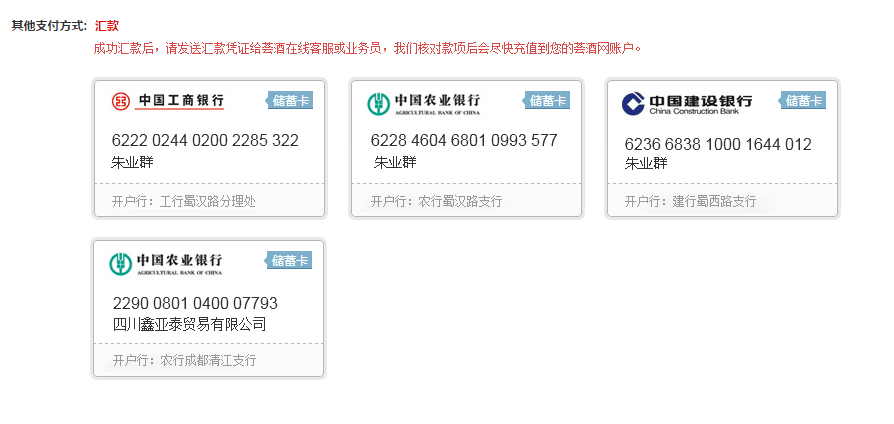 其他支付方式: 汇款
成功汇款后，请发送汇款凭证给荟酒在线客服或业务员，我们核对款项后会尽快充值到您的荟酒网账户。
中国工商银行 储蓄卡
6222 0244 0200 2285 322
朱业群
开户行：工行蜀汉路分理处
中国农业银行 储蓄卡
AGRICULTURAL BANK OF CHINA
6228 4604 6801 0993 577
朱业群
开户行：农行蜀汉路支行
中国建设银行 储蓄卡
China Construction Bank
6236 6838 1000 1644 012
朱业群
开户行：建行蜀西路支行
中国农业银行 储蓄卡
AGRICULTURAL BANK OF CHINA
2290 0801 0400 07793
四川鑫亚泰贸易有限公司
开户行：农行成都清江支行